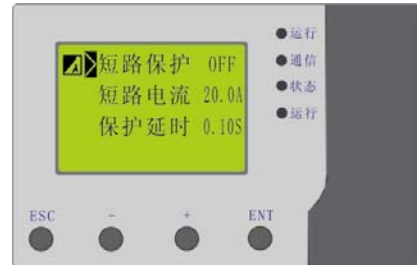 短路保护 OFF
短路电流 20.0A
保护延时 0.10S
运行
通信
状态
运行
ESC - + ENT